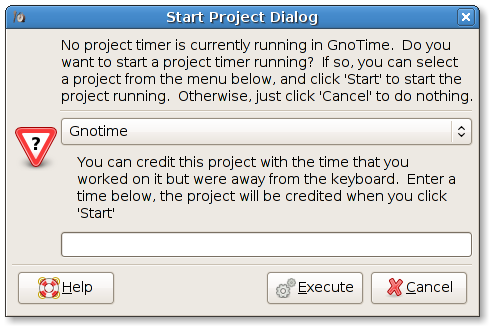 Start Project Dialog
No project timer is currently running in GnoTime.  Do you
want to start a project timer running?  If so, you can select
a project from the menu below, and click 'Start' to start the
project running.  Otherwise, just click 'Cancel' to do nothing.
?
Gnotime
You can credit this project with the time that you
worked on it but were away from the keyboard.  Enter a
time below, the project will be credited when you click
'Start'
Help
Execute
Cancel